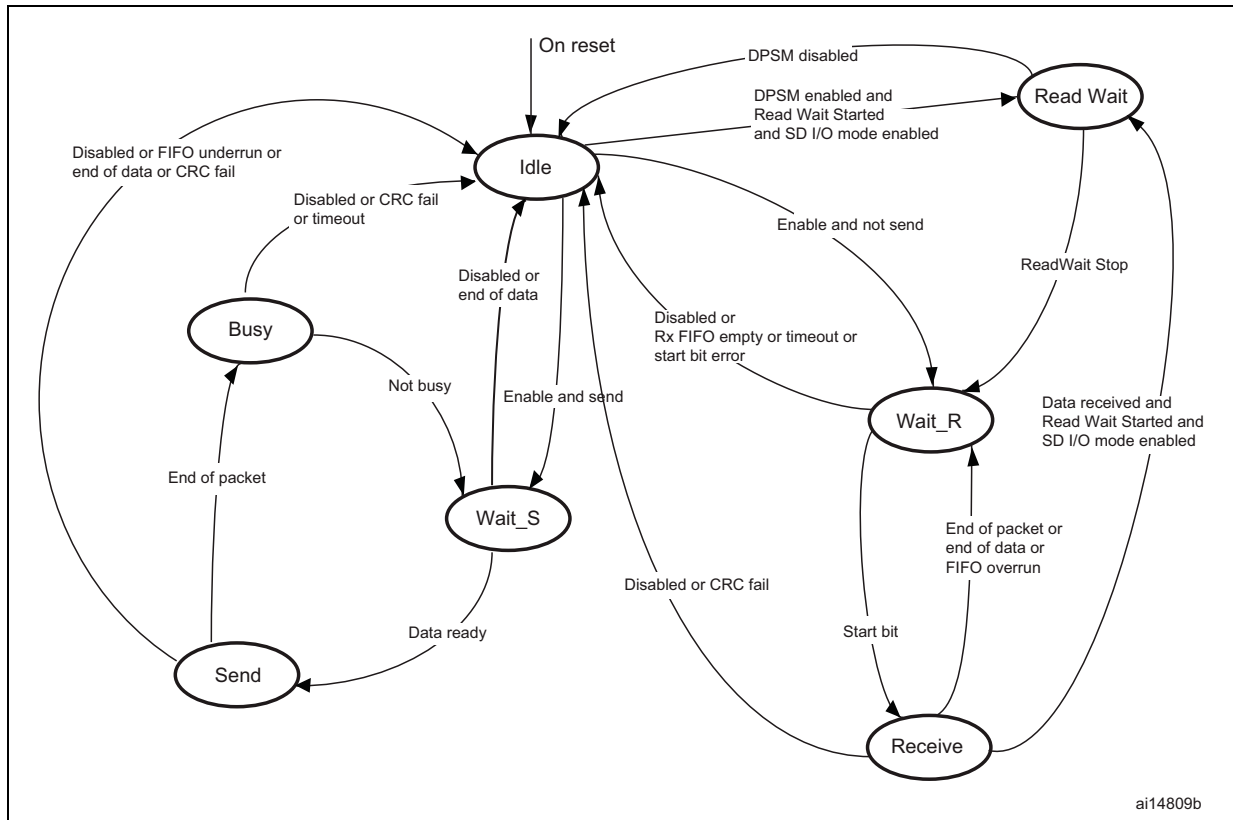 On reset
DPSM disabled
Read Wait
DPSM enabled and
Read Wait Started
and SD I/O mode enabled
Disabled or FIFO underrun or
end of data or CRC fail
Idle
Disabled or CRC fail
or timeout
Enable and not send
Disabled or
end of data
ReadWait Stop
Disabled or
Rx FIFO empty or timeout or
start bit error
Busy
Not busy
Enable and send
Wait_R
Data received and
Read Wait Started and
SD I/O mode enabled
End of packet
Wait_S
End of packet or
end of data or
FIFO overrun
Disabled or CRC fail
Data ready
Start bit
Send
Receive
ai14809b